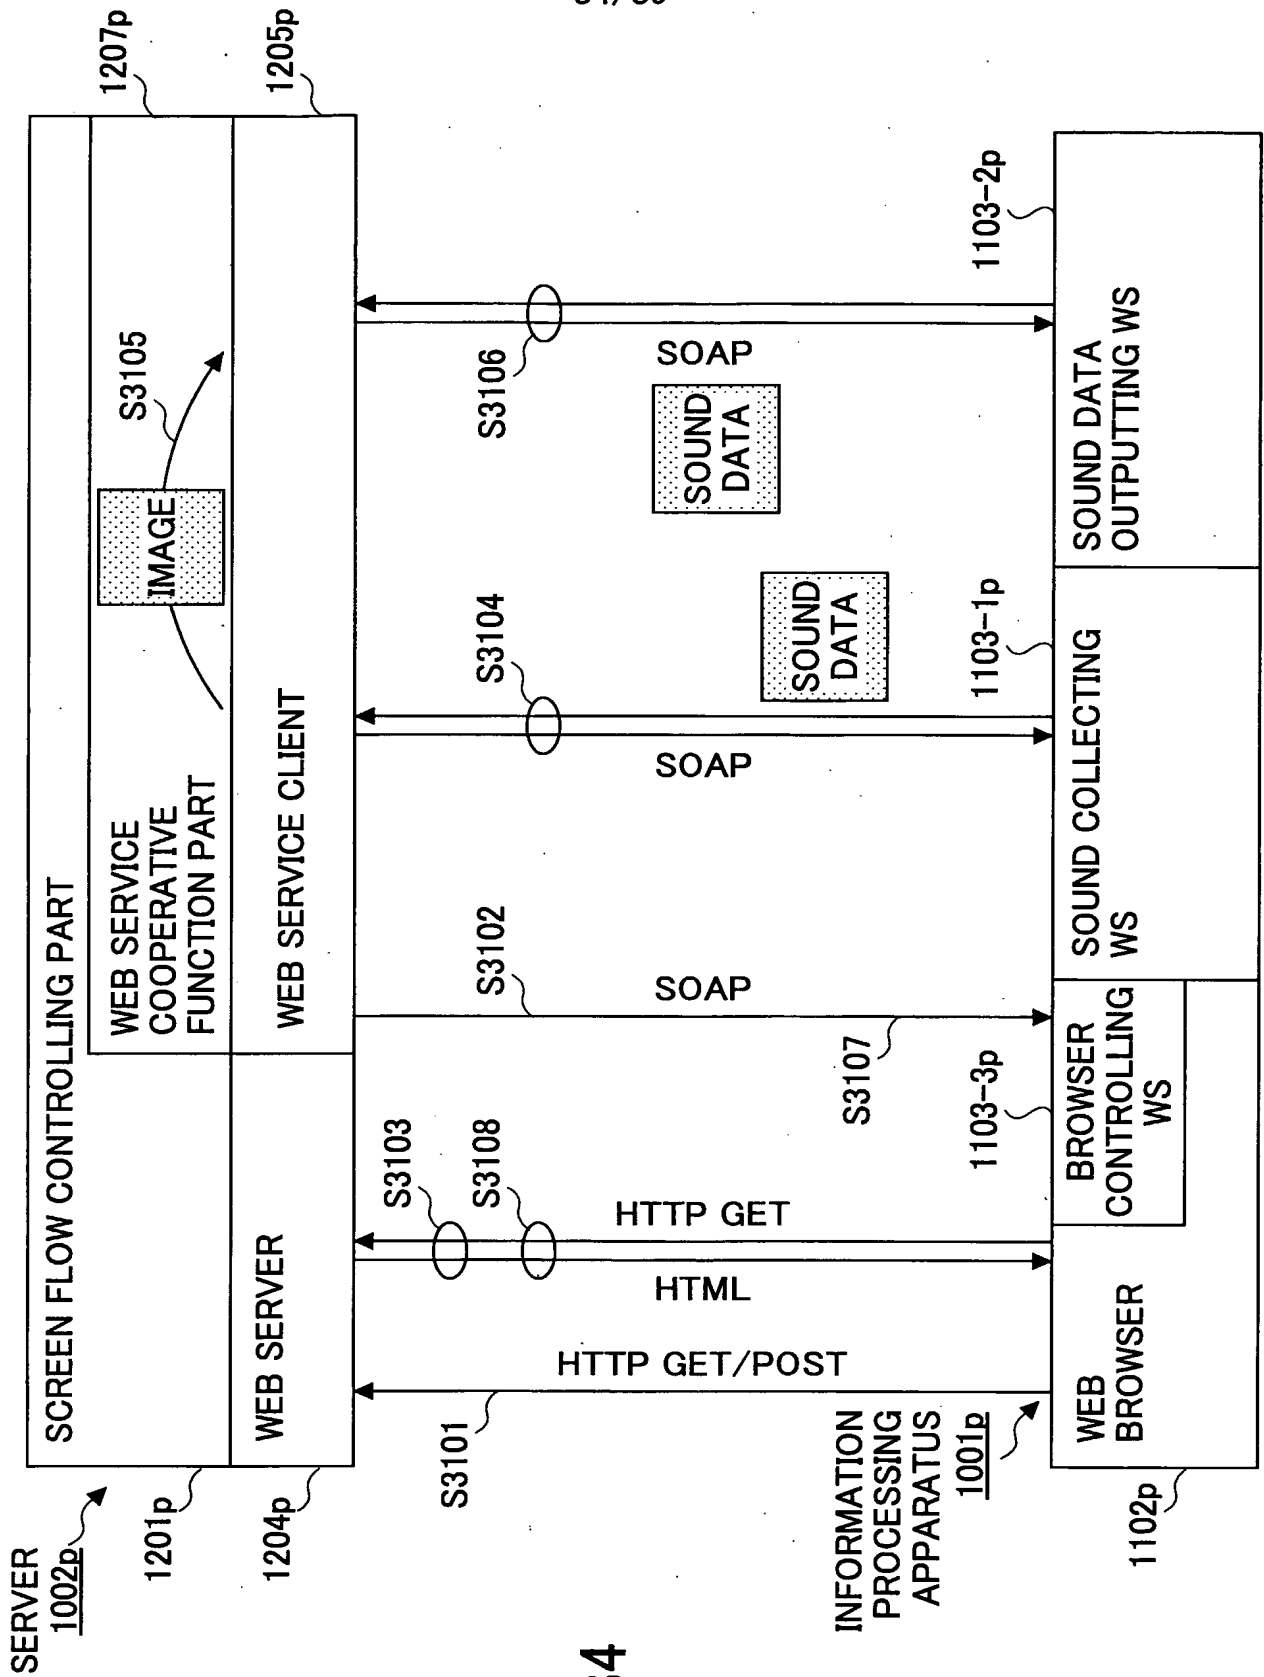 SERVER
1002p
1201p
1204p
SCREEN FLOW CONTROLLING PART
WEB SERVICE
COOPERATIVE
FUNCTION PART
IMAGE
S3105
1207p
WEB SERVER
WEB SERVICE CLIENT
1205p
S3101
HTTP GET/POST
S3103
S3108
HTTP GET
HTML
S3102
SOAP
S3107
S3104
SOAP
SOUND
DATA
S3106
SOAP
SOUND
DATA
INFORMATION
PROCESSING
APPARATUS
1001p
1102p
WEB
BROWSER
1103-3p
BROWSER
CONTROLLING
WS
1103-1p
SOUND COLLECTING
WS
1103-2p
SOUND DATA
OUTPUTTING WS